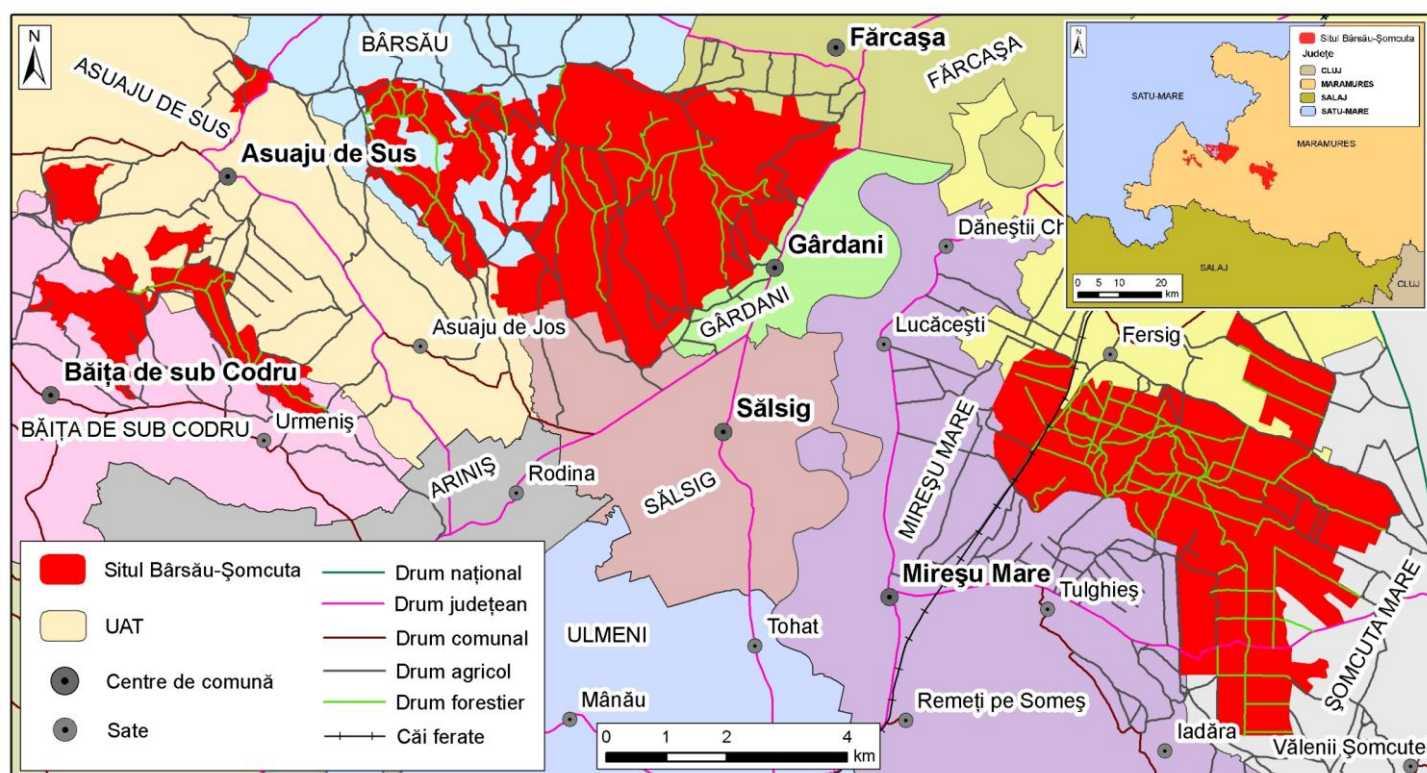 N
BÂRSĂU
Fărcaşa
FĂRCAŞA
ASUAJU DE SUS
Asuaju de Sus
Gârdani
GÂRDANI
Dăneştii Ch
Asuaju de Jos
Lucăceşti
Fersig
Băița de sub Codru
BĂIȚA DE SUB CODRU
Urmeniş
Sălsig
SĂLSIG
ARINIŞ
Rodina
MIREŞU MARE
Mireşu Mare
Tulghieş
ŞOMCUTA MARE
ULMENI
Tohat
Mânău
Remeți pe Someş
Iadăra
Vălenii Şomcute
N
Situl Bârsău-Şomcuta
Județe
CLUJ
MARAMURES
SALAJ
SATU-MARE
SATU-MARE
MARAMURES
SALAJ
CLUJ
0 5 10 20
km
Situl Bârsău-Şomcuta
UAT
Centre de comună
Sate
Drum național
Drum județean
Drum comunal
Drum agricol
Drum forestier
Căi ferate
0 1 2 4
km